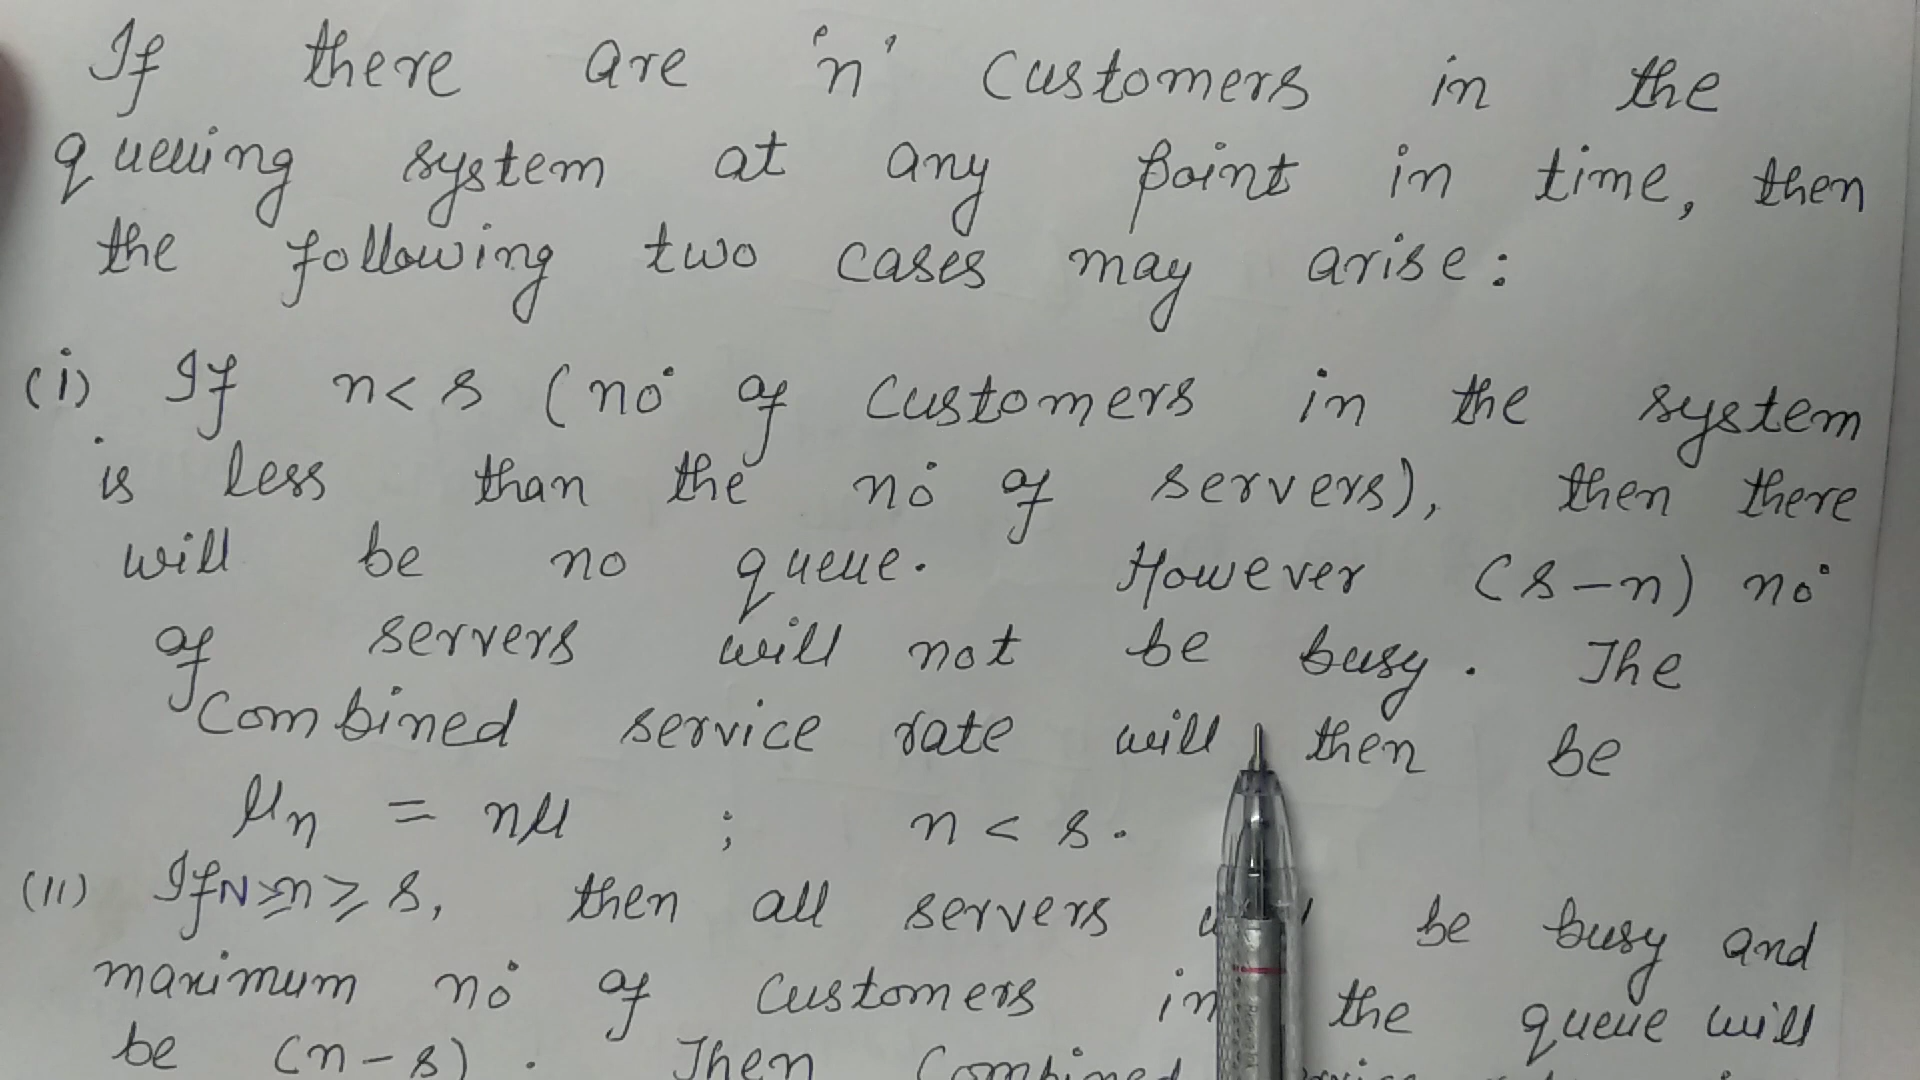 If there are 'n' customers in the
queuing system at any point in time, then
the following two cases may arise:
(i) If n < s (no of customers in the system
is less than the no of servers), then there
will be no queue. However (s-n) no
of servers will not be busy. The
Combined service rate will then be
μn = nμ ; n < s.
(II) If N ≥ n ≥ s, then all servers be busy and
maximum no of customers in the queue will
be (n-s). Then Combined